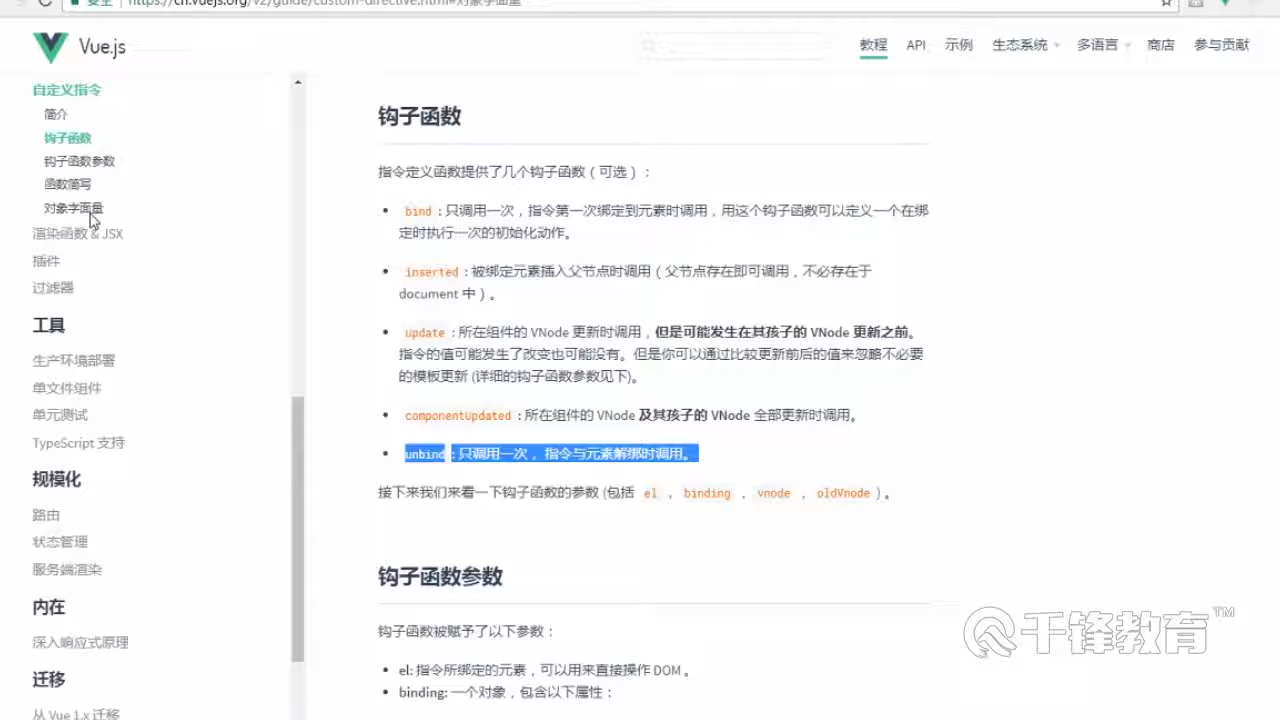 安全 https://cn.vuejs.org/v2/guide/custom-directive.html#对象字面量
Vue.js
教程 API 示例 生态系统 多语言 商店 参与贡献
自定义指令
简介
钩子函数
钩子函数参数
函数简写
对象字面量
渲染函数 & JSX
插件
过滤器
工具
生产环境部署
单文件组件
单元测试
TypeScript 支持
规模化
路由
状态管理
服务端渲染
内在
深入响应式原理
迁移
从 Vue 1.x 迁移
钩子函数
指令定义函数提供了几个钩子函数（可选）：
bind：只调用一次，指令第一次绑定到元素时调用，用这个钩子函数可以定义一个在绑
定时执行一次的初始化动作。
inserted：被绑定元素插入父节点时调用（父节点存在即可调用，不必存在于
document 中）。
update：所在组件的 VNode 更新时调用，但是可能发生在其孩子的 VNode 更新之前。
指令的值可能发生了改变也可能没有。但是你可以通过比较更新前后的值来忽略不必要
的模板更新 (详细的钩子函数参数见下)。
componentUpdated：所在组件的 VNode 及其孩子的 VNode 全部更新时调用。
unbind：只调用一次，指令与元素解绑时调用。
接下来我们来看一下钩子函数的参数 (包括 el，binding，vnode，oldVnode)。
钩子函数参数
钩子函数被赋予了以下参数：
el: 指令所绑定的元素，可以用来直接操作 DOM。
binding: 一个对象，包含以下属性：
千锋教育™